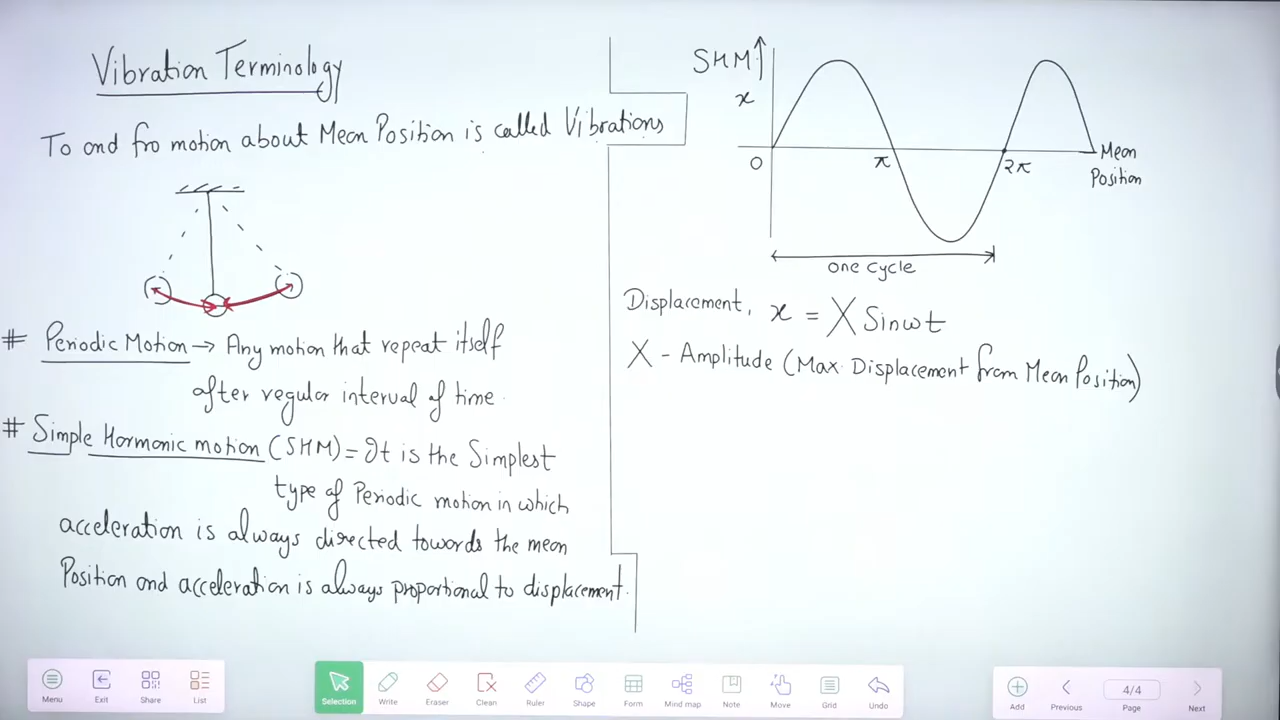 Vibration Terminology
To and fro motion about Mean Position is called Vibrations
# Periodic Motion → Any motion that repeat itself
after regular interval of time.
# Simple Harmonic motion (SHM) = It is the Simplest
type of Periodic motion in which
acceleration is always directed towards the mean
Position and acceleration is always proportional to displacement.
SHM
x
0
π
2π
Mean
Position
one cycle
Displacement, x = X Sinωt
X - Amplitude (Max. Displacement from Mean Position)
Menu
Exit
Share
List
Selection
Write
Eraser
Clean
Ruler
Shape
Form
Mind map
Note
Move
Grid
Undo
Add
Previous
4/4
Page
Next